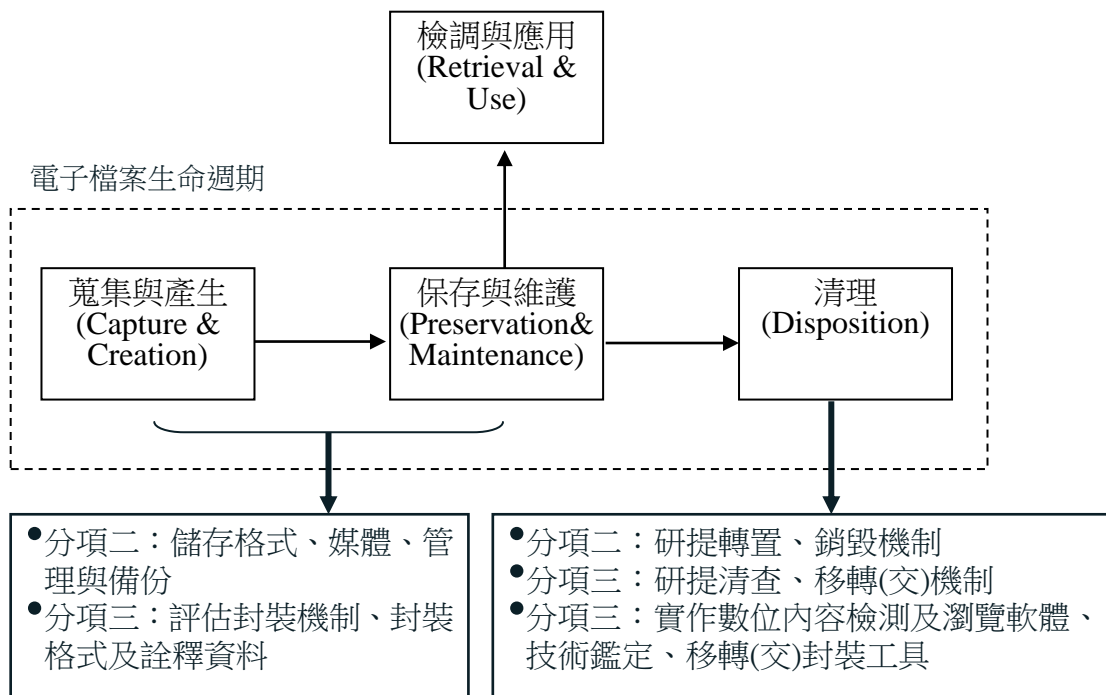 檢調與應用
(Retrieval &
Use)
電子檔案生命週期
蒐集與產生
(Capture &
Creation)
保存與維護
(Preservation&
Maintenance)
清理
(Disposition)
●分項二：儲存格式、媒體、管
理與備份
●分項三：評估封裝機制、封裝
格式及詮釋資料
●分項二：研提轉置、銷毀機制
●分項三：研提清查、移轉(交)機制
●分項三：實作數位內容檢測及瀏覽軟體、
技術鑑定、移轉(交)封裝工具